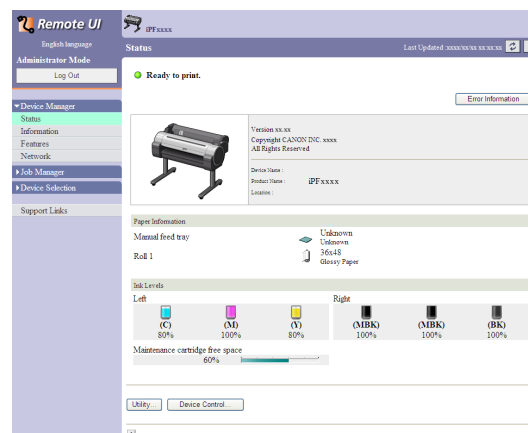 Remote UI
English language
Administrator Mode
Log Out
Device Manager
Status
Information
Features
Network
Job Manager
Device Selection
Support Links
iPFxxxx
Status
Last Updated :xxxx/xx/xx xx:xx:xx
Ready to print.
Error Information
Version xx.xx
Copyright CANON INC. xxxx
All Rights Reserved
Device Name :
Product Name : iPFxxxx
Location :
Paper Information
Manual feed tray Unknown
Unknown
Roll 1 36x48
Glossy Paper
Ink Levels
Left Right
(C) (M) (Y) (MBK) (MBK) (BK)
80% 100% 80% 100% 100% 100%
Maintenance cartridge free space
60%
Utility... Device Control...